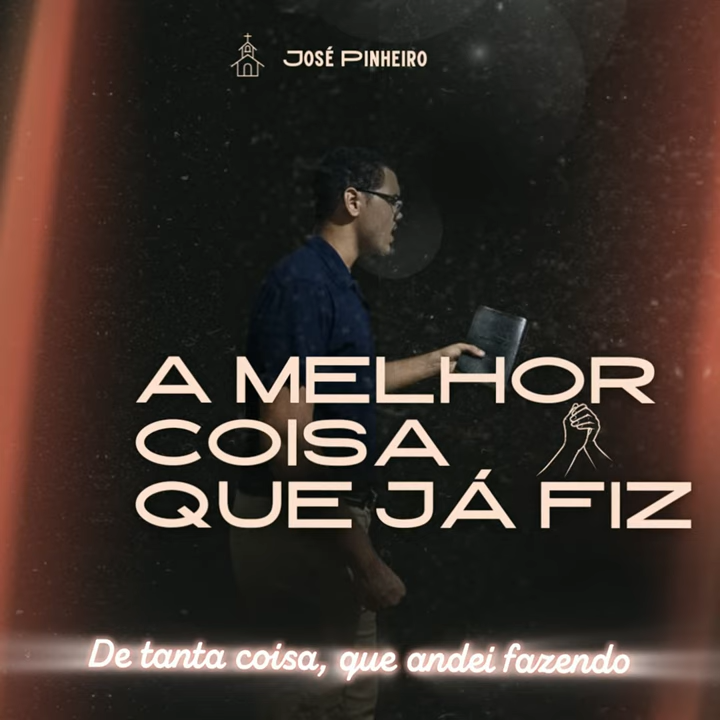 JOSÉ PINHEIRO
A MELHOR
COISA
QUE JÁ FIZ
De tanta coisa, que andei fazendo